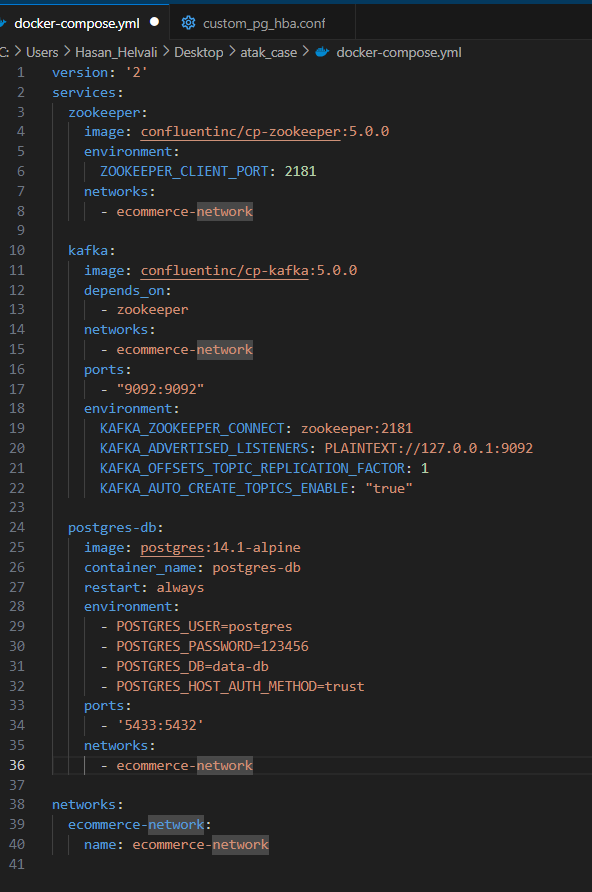 docker-compose.yml ● custom_pg_hba.conf
C: > Users > Hasan_Helvali > Desktop > atak_case > docker-compose.yml
1 version: '2'
2 services:
3   zookeeper:
4     image: confluentinc/cp-zookeeper:5.0.0
5     environment:
6       ZOOKEEPER_CLIENT_PORT: 2181
7     networks:
8       - ecommerce-network
9
10   kafka:
11     image: confluentinc/cp-kafka:5.0.0
12     depends_on:
13       - zookeeper
14     networks:
15       - ecommerce-network
16     ports:
17       - "9092:9092"
18     environment:
19       KAFKA_ZOOKEEPER_CONNECT: zookeeper:2181
20       KAFKA_ADVERTISED_LISTENERS: PLAINTEXT://127.0.0.1:9092
21       KAFKA_OFFSETS_TOPIC_REPLICATION_FACTOR: 1
22       KAFKA_AUTO_CREATE_TOPICS_ENABLE: "true"
23
24   postgres-db:
25     image: postgres:14.1-alpine
26     container_name: postgres-db
27     restart: always
28     environment:
29       - POSTGRES_USER=postgres
30       - POSTGRES_PASSWORD=123456
31       - POSTGRES_DB=data-db
32       - POSTGRES_HOST_AUTH_METHOD=trust
33     ports:
34       - '5433:5432'
35     networks:
36       - ecommerce-network
37
38 networks:
39   ecommerce-network:
40     name: ecommerce-network
41